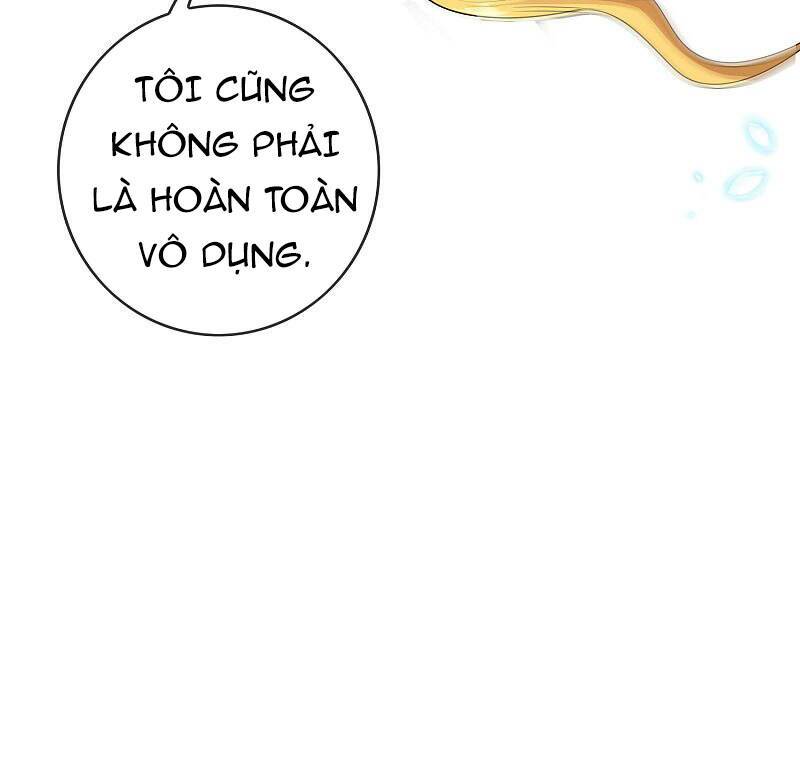 TÔI CŨNG
KHÔNG PHẢI
LÀ HOÀN TOÀN
VÔ DỤNG.